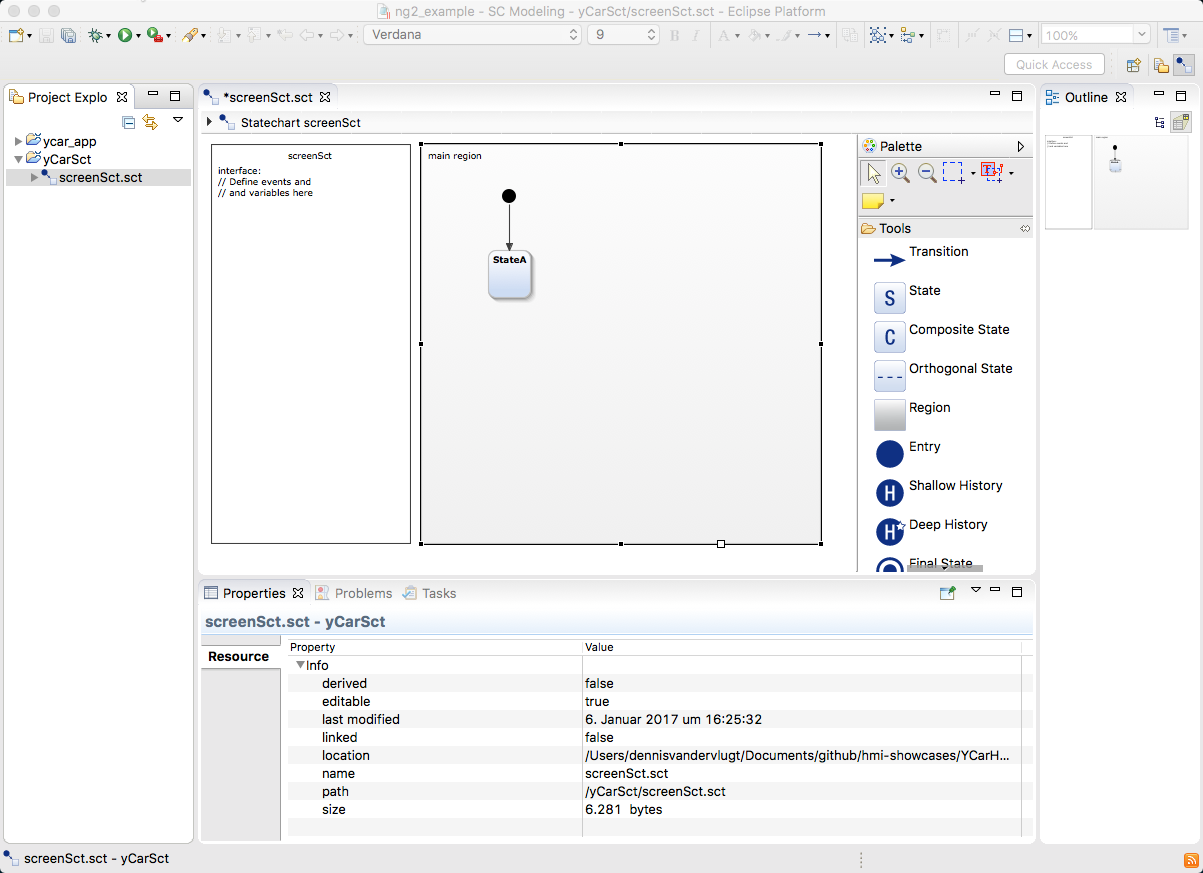 ng2_example - SC Modeling - yCarSct/screenSct.sct - Eclipse Platform
Verdana
9
B I A
100%
Quick Access
Project Explo
ycar_app
yCarSct
screenSct.sct
*screenSct.sct
Statechart screenSct
screenSct
interface:
// Define events and
// and variables here
main region
StateA
Palette
Tools
Transition
S State
C Composite State
Orthogonal State
Region
Entry
H Shallow History
H Deep History
Final State
Outline
Properties Problems Tasks
screenSct.sct - yCarSct
Resource
Property Value
Info
derived false
editable true
last modified 6. Januar 2017 um 16:25:32
linked false
location /Users/dennisvandervlugt/Documents/github/hmi-showcases/YCarH...
name screenSct.sct
path /yCarSct/screenSct.sct
size 6.281 bytes
screenSct.sct - yCarSct